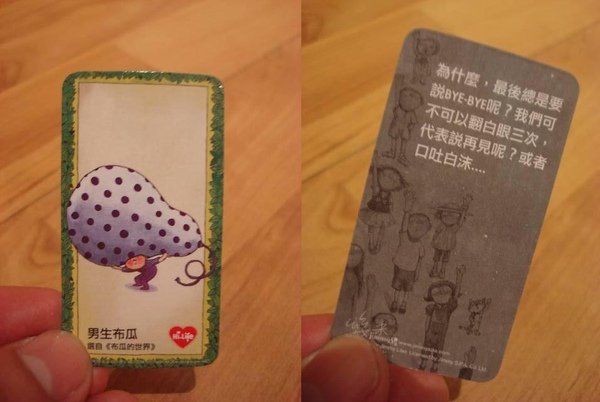 男生布瓜
選自《布瓜的世界》
Hi-Life
為什麼，最後總是要
說BYE-BYE呢？我們可
不可以翻白眼三次，
代表說再見呢？或者
口吐白沫....